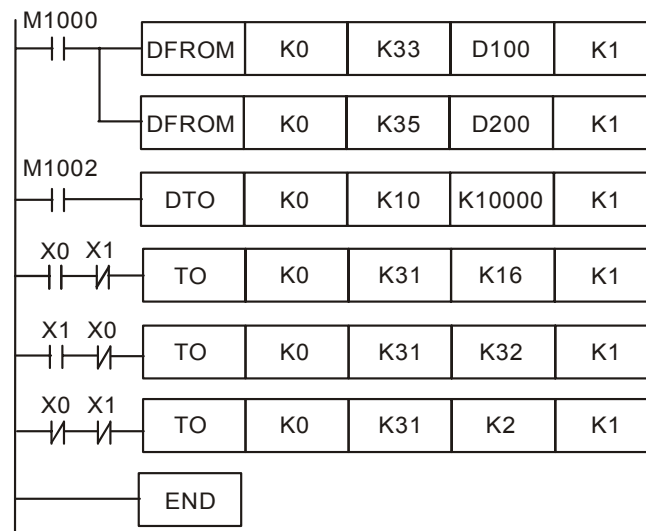 M1000
DFROM K0 K33 D100 K1
DFROM K0 K35 D200 K1
M1002
DTO K0 K10 K10000 K1
X0 X1
TO K0 K31 K16 K1
X1 X0
TO K0 K31 K32 K1
X0 X1
TO K0 K31 K2 K1
END